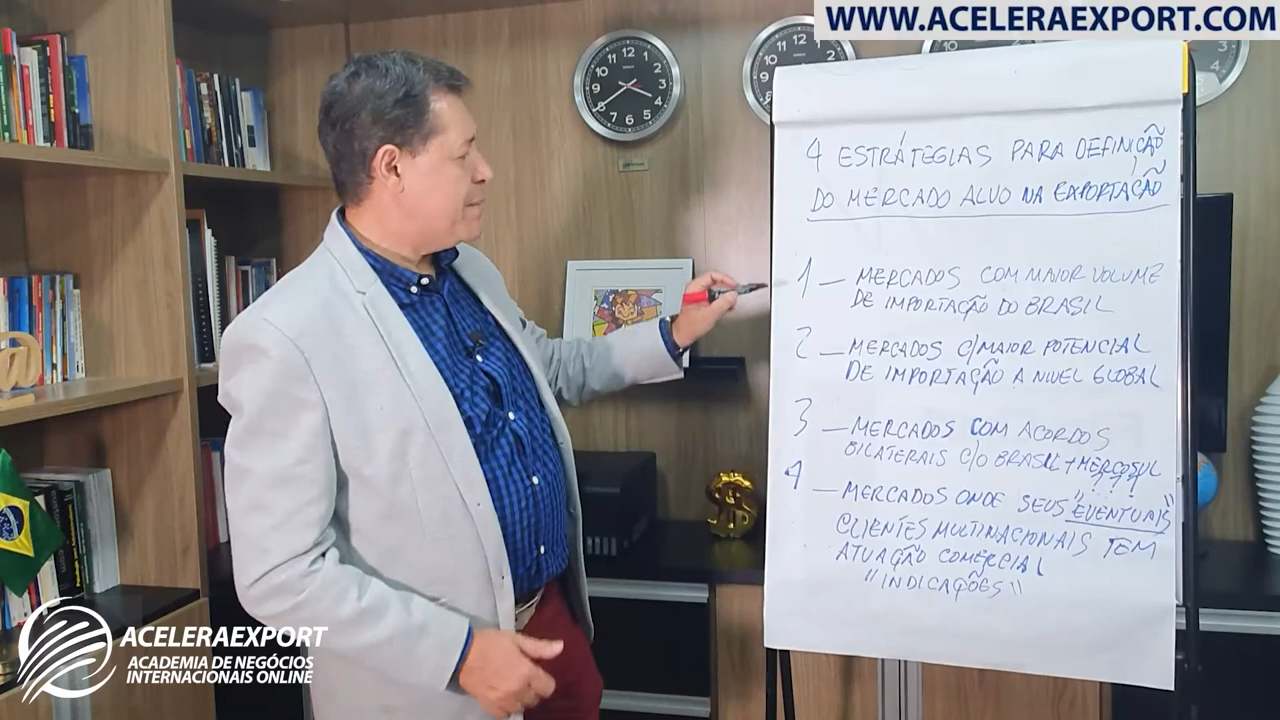 WWW.ACELERAEXPORT.COM
4 ESTRÁTEGIAS PARA DEFINIÇÃO
DO MERCADO ALVO NA EXPORTAÇÃO
1 — MERCADOS COM MAIOR VOLUME
DE IMPORTAÇÃO DO BRASIL
2 — MERCADOS C/MAIOR POTENCIAL
DE IMPORTAÇÃO A NIVEL GLOBAL
3 — MERCADOS COM ACORDOS
BILATERAIS C/O BRASIL + MERCOSUL
???
4 — MERCADOS ONDE SEUS "EVENTUAIS"
CLIENTES MULTINACIONAIS TEM
ATUAÇÃO COMERCIAL
"INDICAÇÕES"
ACELERAEXPORT
ACADEMIA DE NEGÓCIOS
INTERNACIONAIS ONLINE